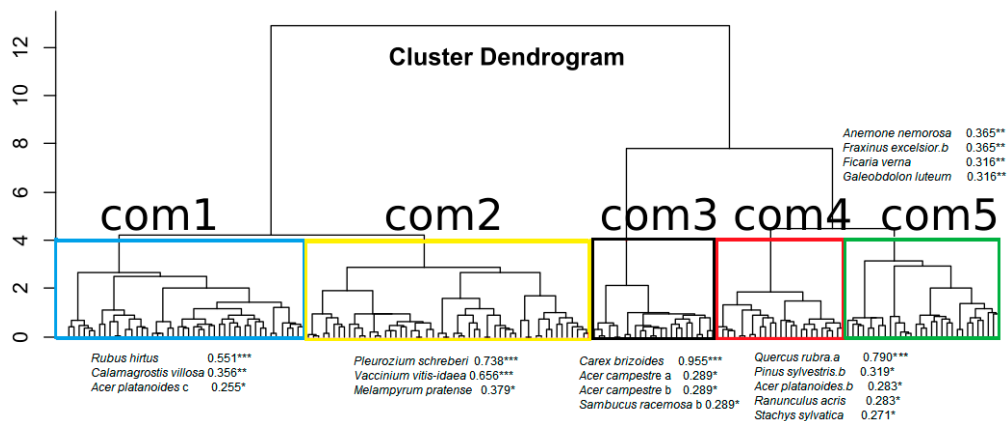 Cluster Dendrogram
12
10
8
6
4
2
0
Anemone nemorosa 0.365**
Fraxinus excelsior.b 0.365**
Ficaria verna 0.316**
Galeobdolon luteum 0.316**
com1 com2 com3 com4 com5
Rubus hirtus 0.551***
Calamagrostis villosa 0.356**
Acer platanoides c 0.255*
Pleurozium schreberi 0.738***
Vaccinium vitis-idaea 0.656***
Melampyrum pratense 0.379*
Carex brizoides 0.955***
Acer campestre a 0.289*
Acer campestre b 0.289*
Sambucus racemosa b 0.289*
Quercus rubra.a 0.790***
Pinus sylvestris.b 0.319*
Acer platanoides.b 0.283*
Ranunculus acris 0.283*
Stachys sylvatica 0.271*